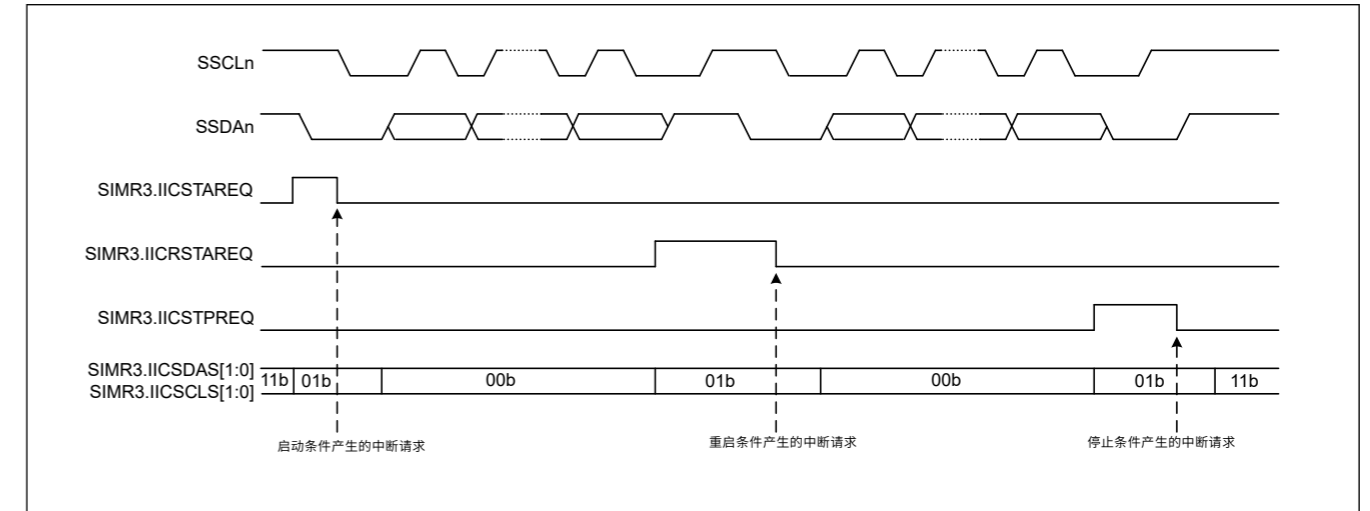 SSCLn
SSDAn
SIMR3.IICSTAREQ
SIMR3.IICRSTAREQ
SIMR3.IICSTPREQ
SIMR3.IICSDAS[1:0]
SIMR3.IICSCLS[1:0]
11b 01b 00b 01b 00b 01b 11b
启动条件产生的中断请求 重启条件产生的中断请求 停止条件产生的中断请求